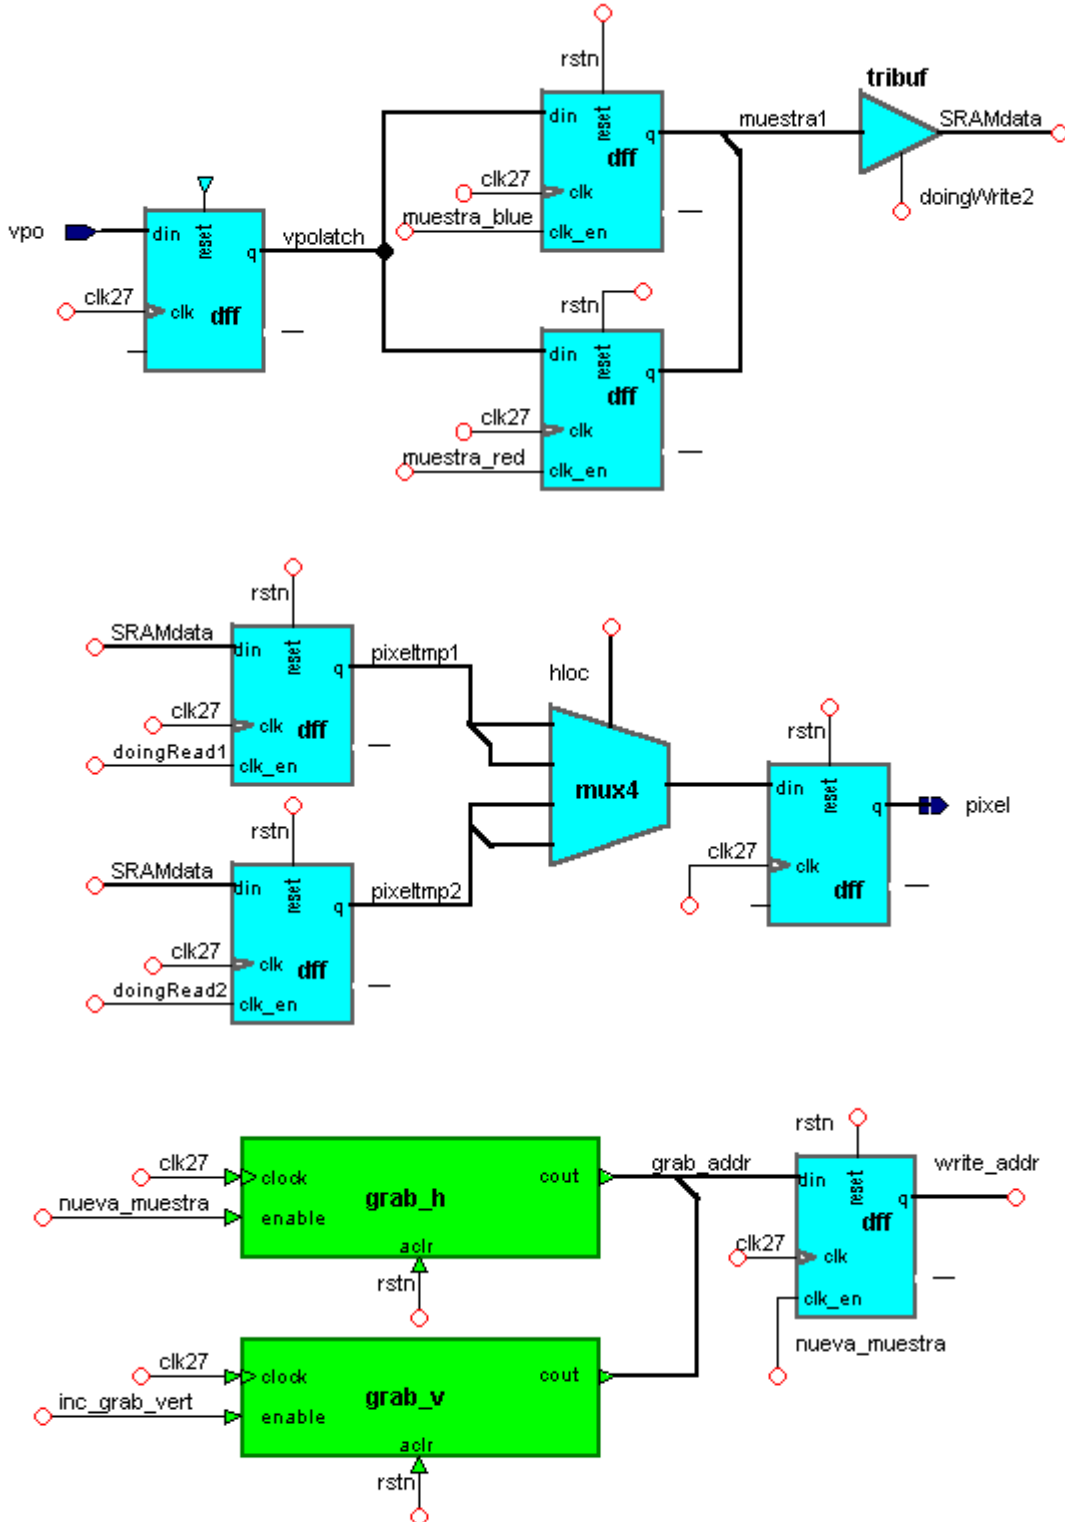 rstn
tribuf
din
reset
q
dff
clk27
clk
muestra_blue
clk_en
muestra1
SRAMdata
doingWrite2
vpo
din
reset
q
vpolatch
clk27
clk
dff
rstn
din
reset
q
dff
clk27
clk
muestra_red
clk_en
rstn
SRAMdata
din
reset
q
pixeltmp1
clk27
clk
dff
doingRead1
clk_en
hloc
mux4
rstn
din
reset
q
pixel
clk27
clk
dff
rstn
SRAMdata
din
reset
q
pixeltmp2
clk27
clk
dff
doingRead2
clk_en
clk27
clock
cout
nueva_muestra
enable
grab_h
aclr
rstn
grab_addr
rstn
din
reset
q
write_addr
dff
clk27
clk
clk_en
nueva_muestra
clk27
clock
cout
inc_grab_vert
enable
grab_v
aclr
rstn